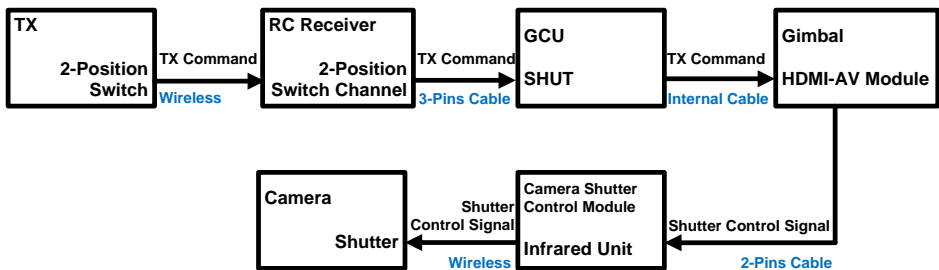 TX
2-Position
Switch
TX Command
Wireless
RC Receiver
2-Position
Switch Channel
TX Command
3-Pins Cable
GCU
SHUT
TX Command
Internal Cable
Gimbal
HDMI-AV Module
Camera
Shutter
Shutter
Control Signal
Wireless
Camera Shutter
Control Module
Infrared Unit
Shutter Control Signal
2-Pins Cable